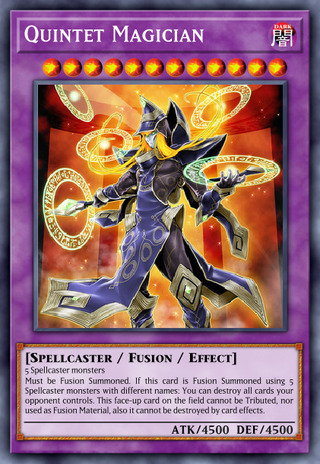 Quintet Magician
DARK
闇
[Spellcaster / Fusion / Effect]
5 Spellcaster monsters
Must be Fusion Summoned. If this card is Fusion Summoned using 5
Spellcaster monsters with different names: You can destroy all cards your
opponent controls. This face-up card on the field cannot be Tributed, nor
used as Fusion Material, also it cannot be destroyed by card effects.
ATK/4500 DEF/4500